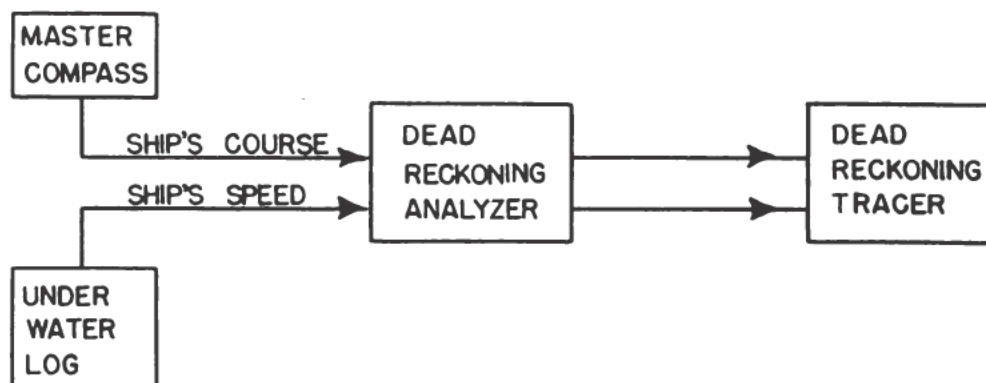 MASTER
COMPASS
SHIP'S COURSE
SHIP'S SPEED
UNDER
WATER
LOG
DEAD
RECKONING
ANALYZER
DEAD
RECKONING
TRACER